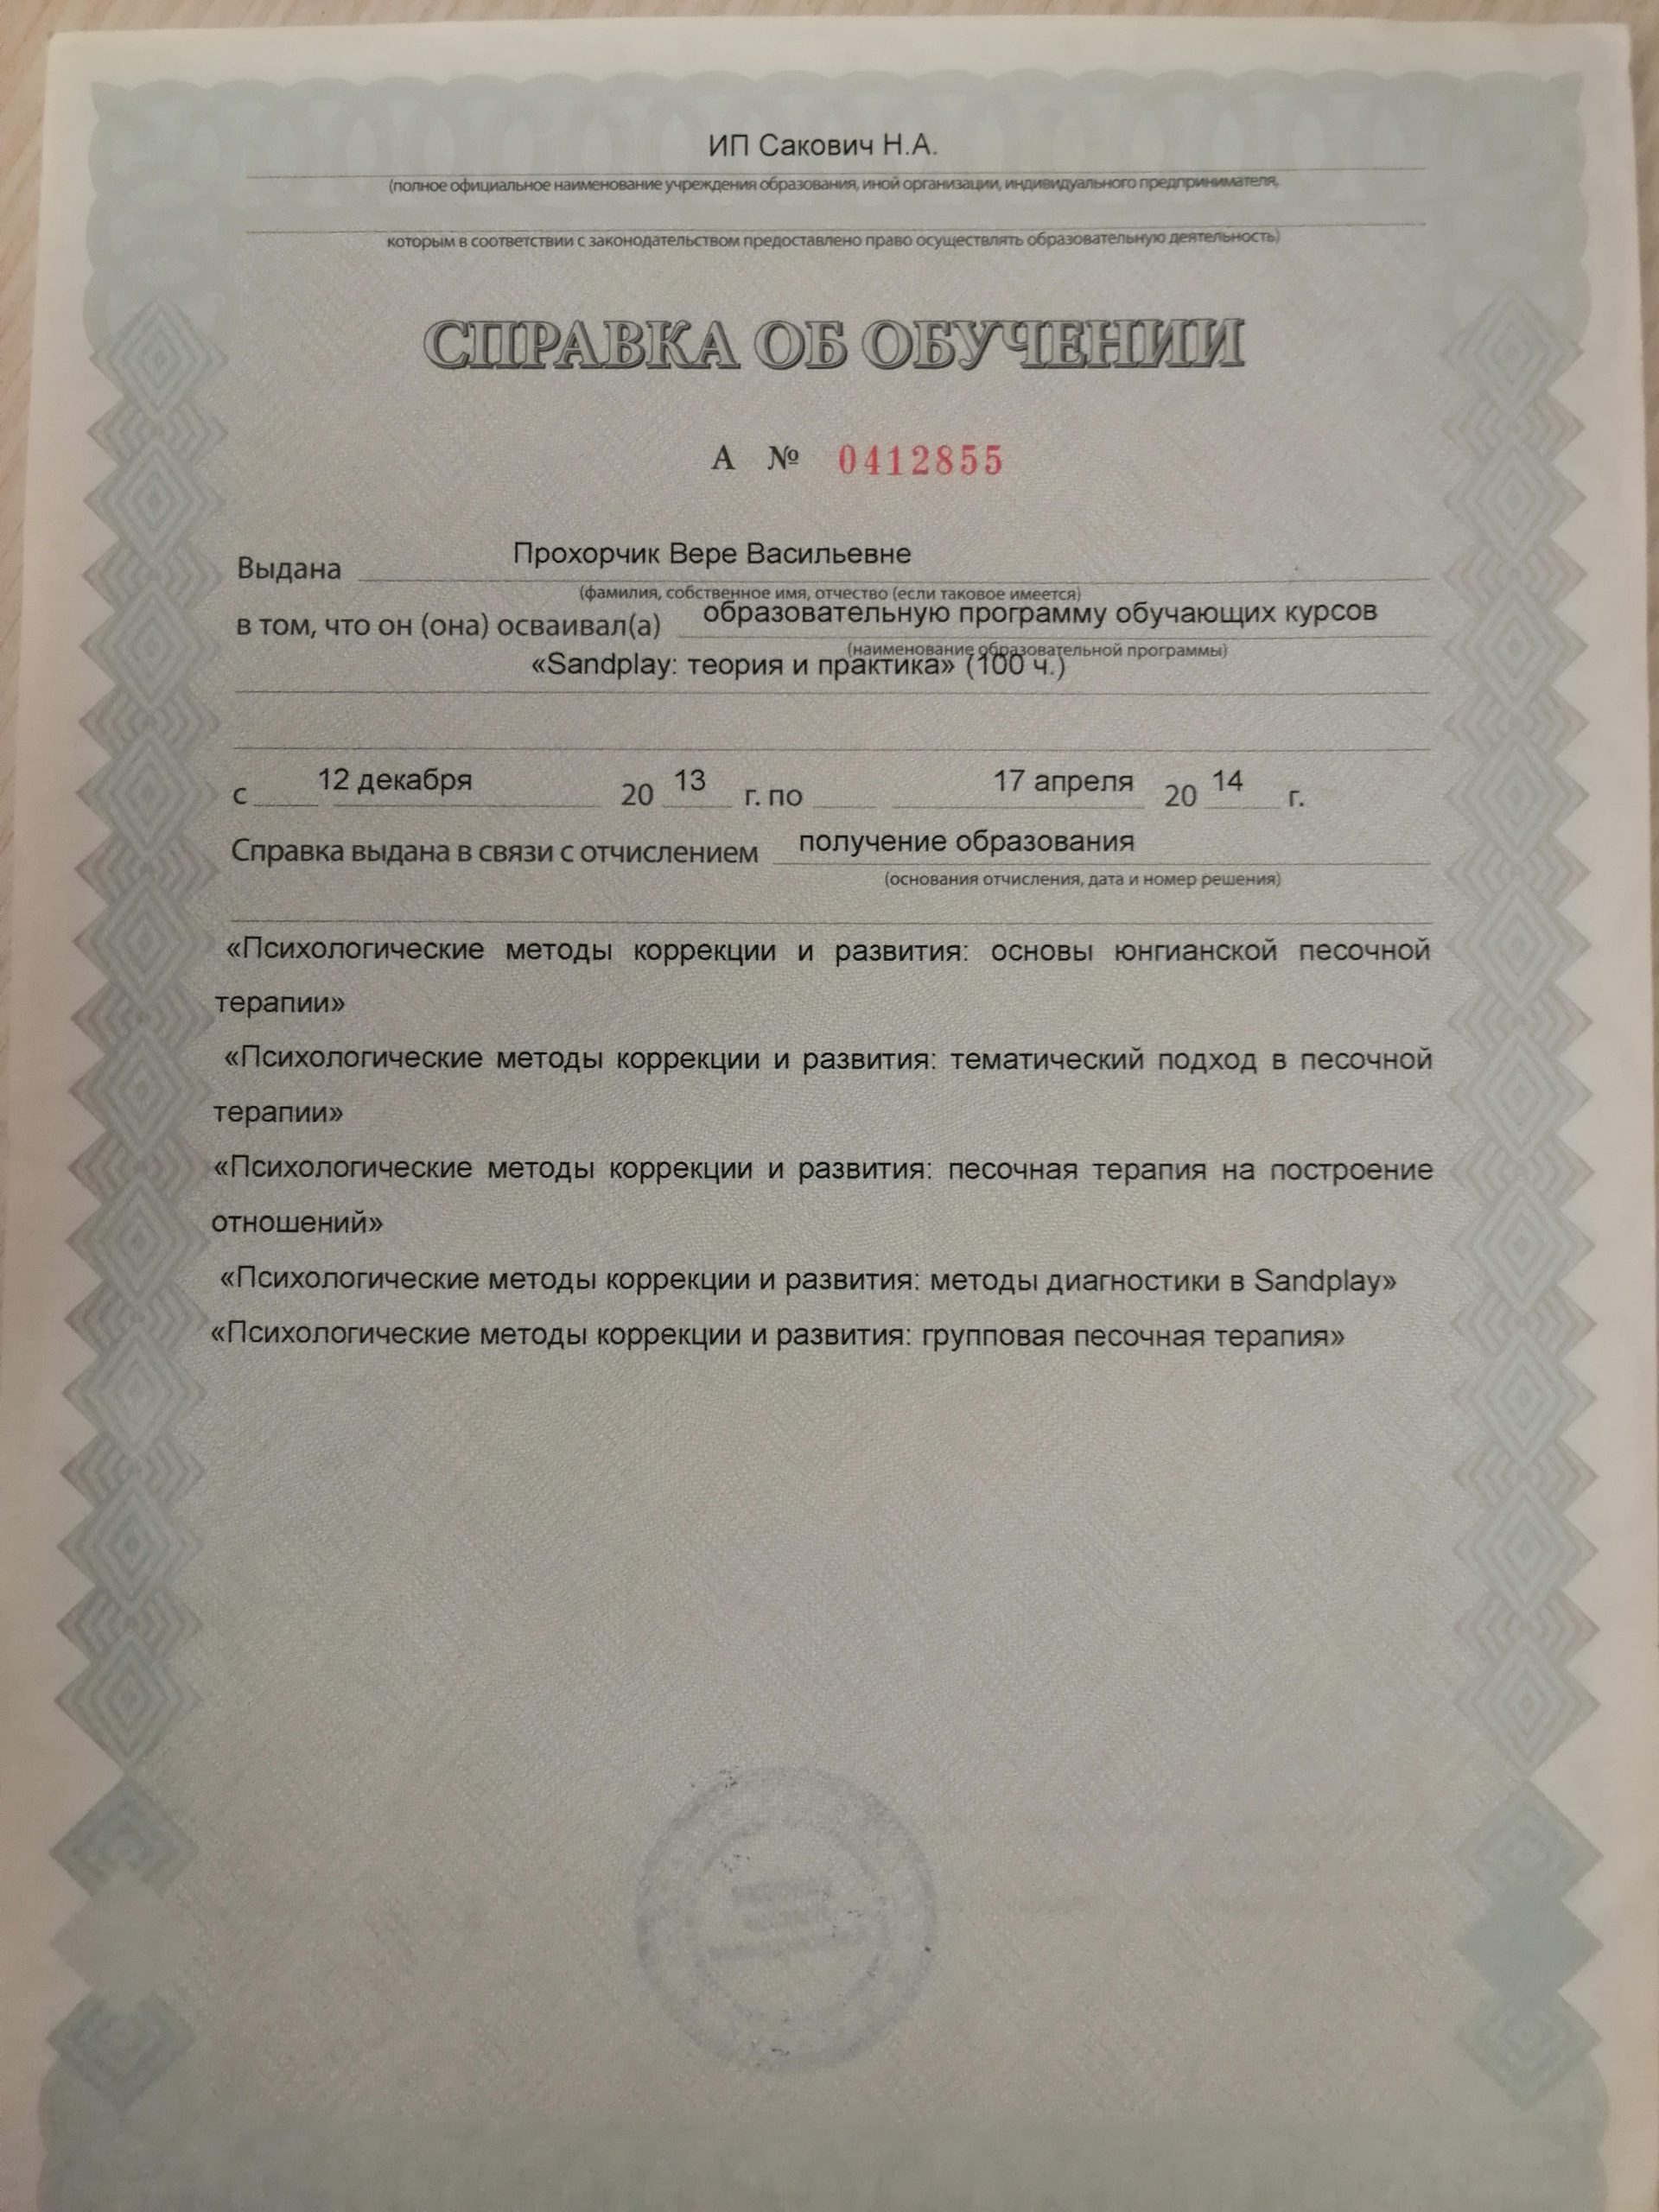 ИП Сакович Н.А.
(полное официальное наименование учреждения образования, иной организации, индивидуального предпринимателя,
которым в соответствии с законодательством предоставлено право осуществлять образовательную деятельность)
СПРАВКА ОБ ОБУЧЕНИИ
А № 0412855
Выдана Прохорчик Вере Васильевне
(фамилия, собственное имя, отчество (если таковое имеется)
в том, что он (она) осваивал(а) образовательную программу обучающих курсов
(наименование образовательной программы)
«Sandplay: теория и практика» (100 ч.)
с 12 декабря 20 13 г. по 17 апреля 20 14 г.
Справка выдана в связи с отчислением получение образования
(основания отчисления, дата и номер решения)
«Психологические методы коррекции и развития: основы юнгианской песочной
терапии»
«Психологические методы коррекции и развития: тематический подход в песочной
терапии»
«Психологические методы коррекции и развития: песочная терапия на построение
отношений»
«Психологические методы коррекции и развития: методы диагностики в Sandplay»
«Психологические методы коррекции и развития: групповая песочная терапия»